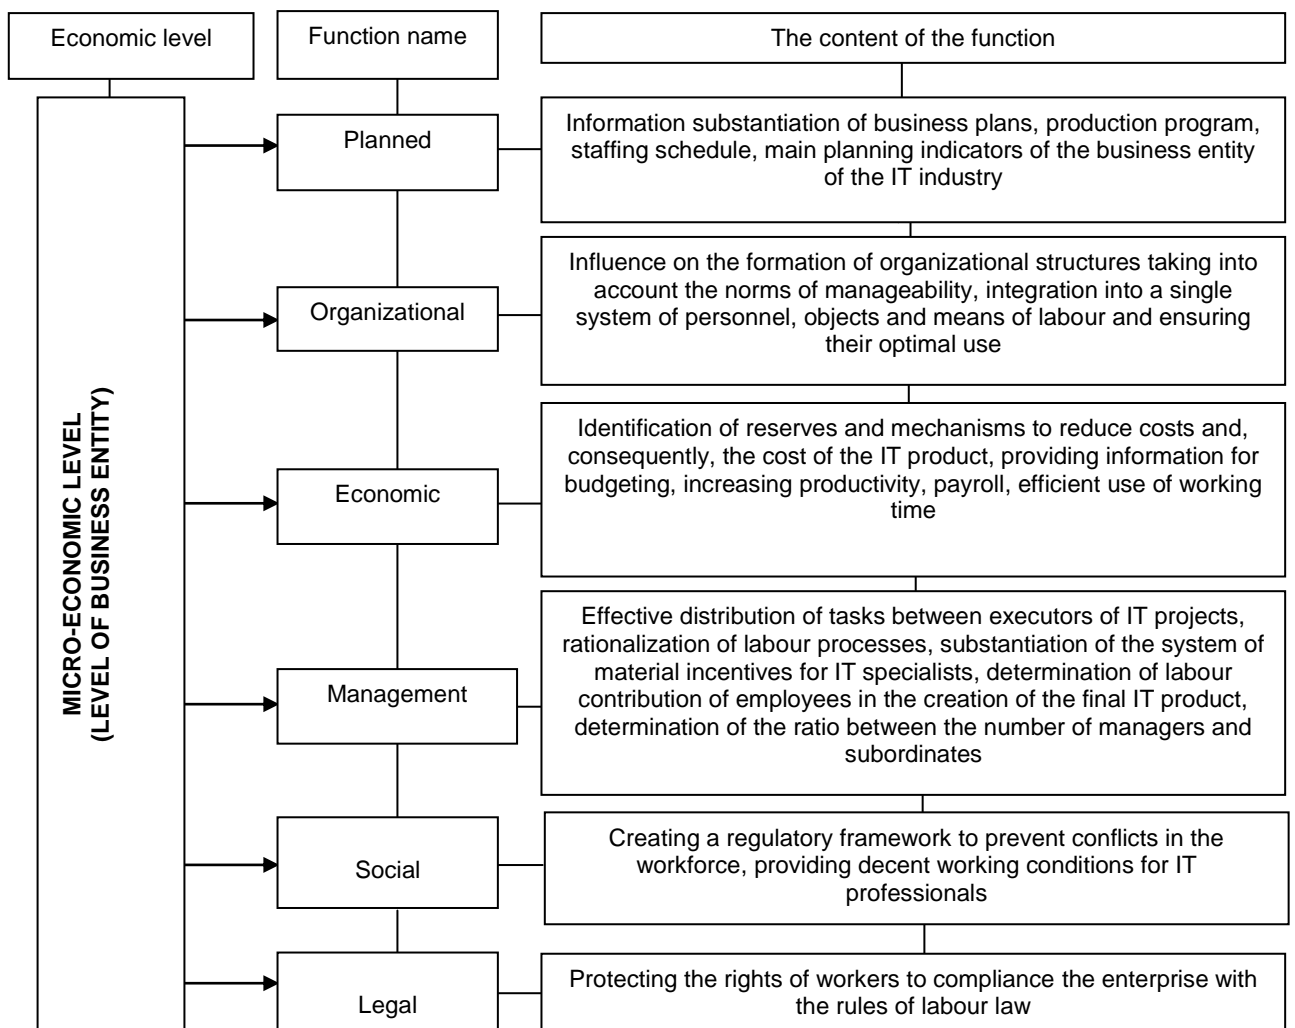 Economic level
Function name
The content of the function
MICRO-ECONOMIC LEVEL
(LEVEL OF BUSINESS ENTITY)
Planned
Information substantiation of business plans, production program,
staffing schedule, main planning indicators of the business entity
of the IT industry
Organizational
Influence on the formation of organizational structures taking into
account the norms of manageability, integration into a single
system of personnel, objects and means of labour and ensuring
their optimal use
Economic
Identification of reserves and mechanisms to reduce costs and,
consequently, the cost of the IT product, providing information for
budgeting, increasing productivity, payroll, efficient use of working
time
Management
Effective distribution of tasks between executors of IT projects,
rationalization of labour processes, substantiation of the system of
material incentives for IT specialists, determination of labour
contribution of employees in the creation of the final IT product,
determination of the ratio between the number of managers and
subordinates
Social
Creating a regulatory framework to prevent conflicts in the
workforce, providing decent working conditions for IT
professionals
Legal
Protecting the rights of workers to compliance the enterprise with
the rules of labour law